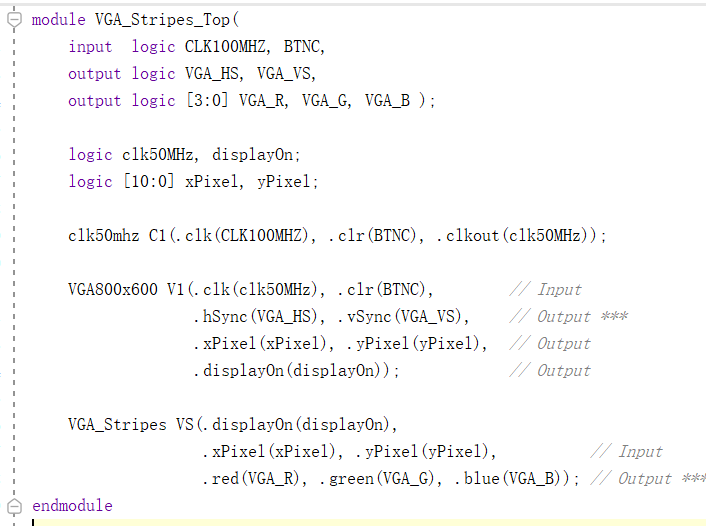 module VGA_Stripes_Top(
input  logic CLK100MHZ, BTNC,
output logic VGA_HS, VGA_VS,
output logic [3:0] VGA_R, VGA_G, VGA_B );
logic clk50MHz, displayOn;
logic [10:0] xPixel, yPixel;
clk50mhz C1(.clk(CLK100MHZ), .clr(BTNC), .clkout(clk50MHz));
VGA800x600 V1(.clk(clk50MHz), .clr(BTNC), // Input
.hSync(VGA_HS), .vSync(VGA_VS), // Output ***
.xPixel(xPixel), .yPixel(yPixel), // Output
.displayOn(displayOn)); // Output
VGA_Stripes VS(.displayOn(displayOn),
.xPixel(xPixel), .yPixel(yPixel), // Input
.red(VGA_R), .green(VGA_G), .blue(VGA_B)); // Output ***
endmodule